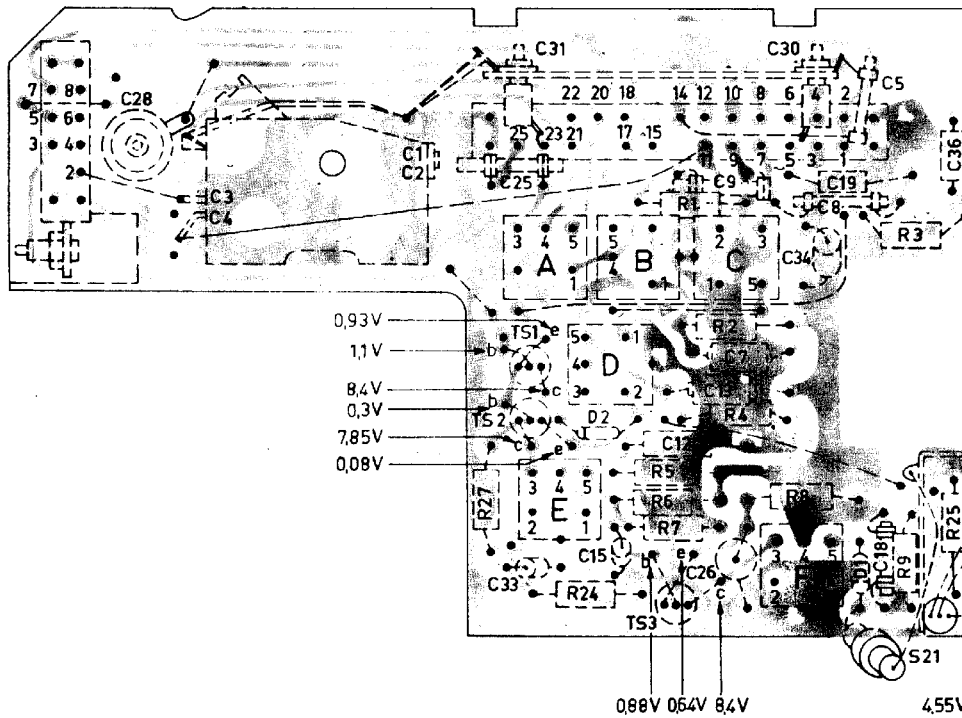 C31
C30
C5
7 8
C28
22 20 18 14 12 10 8 6 4 2
5 6
3 4
25 23 21 17 15 11 9 7 5 3 1
C36
C1
C2
2
C25
C9
C19
C3
R1
C8
C4
R3
3 4 5
5
2 3
A
B
C
C34
4
1
1
1 5
0,93V
TS1 e
5 1
R2
1,1V
b
4
D
C7
8,4V
c
3 2
0,3V
b
R4
TS2
D2
7,85V
c
C12
0,08V
e
3 4 5
R5
R27
E
R6
R8
R25
1
2 1
R7
3 4 5
C15
b
e
C26
F
D1
C18
R9
C33
2
R24
c
TS3
S21
0,88V 0,64V 8,4V
4,55V